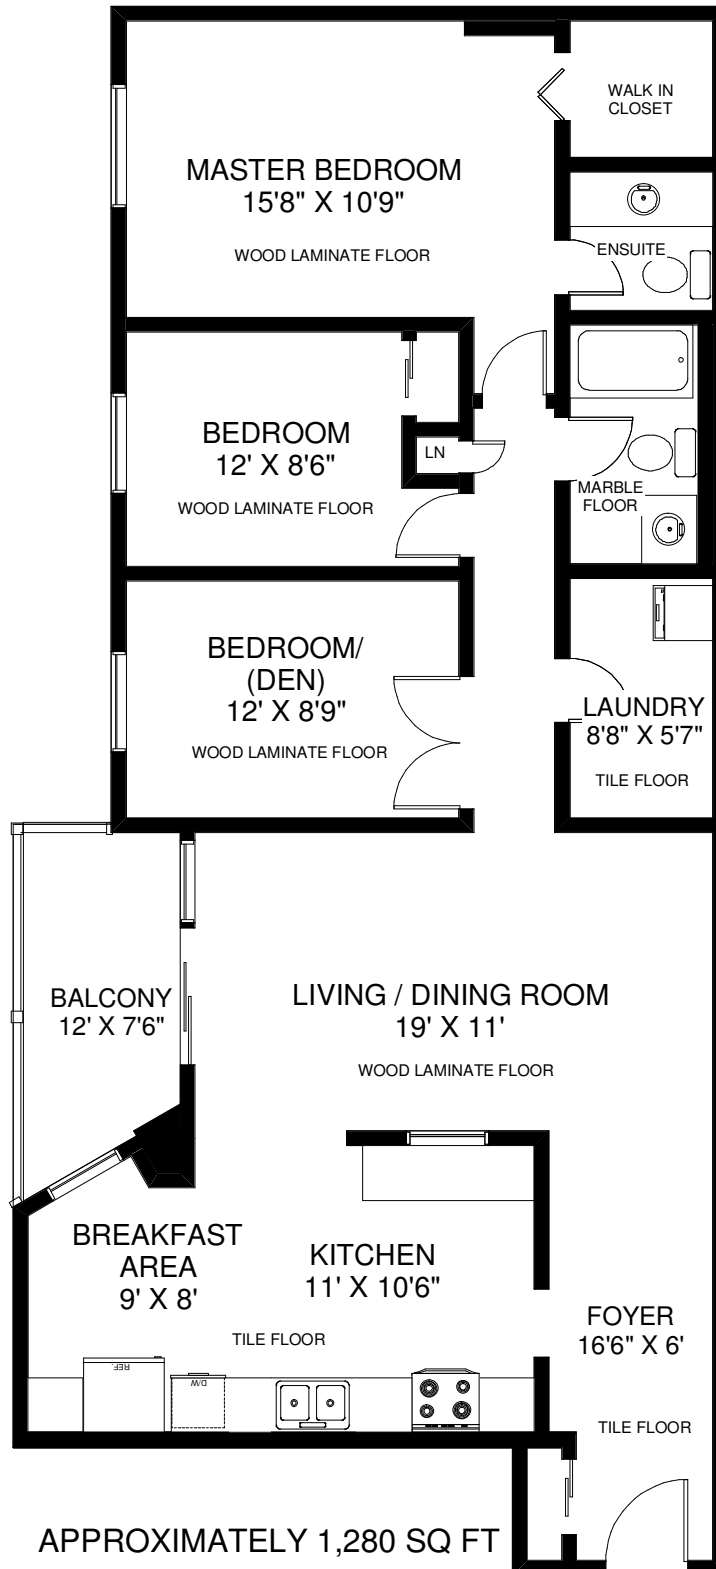 WALK IN
CLOSET
MASTER BEDROOM
15'8" X 10'9"
WOOD LAMINATE FLOOR
ENSUITE
BEDROOM
12' X 8'6"
WOOD LAMINATE FLOOR
LN
MARBLE
FLOOR
BEDROOM/
(DEN)
12' X 8'9"
WOOD LAMINATE FLOOR
LAUNDRY
8'8" X 5'7"
TILE FLOOR
BALCONY
12' X 7'6"
LIVING / DINING ROOM
19' X 11'
WOOD LAMINATE FLOOR
BREAKFAST
AREA
9' X 8'
KITCHEN
11' X 10'6"
TILE FLOOR
FOYER
16'6" X 6'
TILE FLOOR
REF.
D/W
APPROXIMATELY 1,280 SQ FT